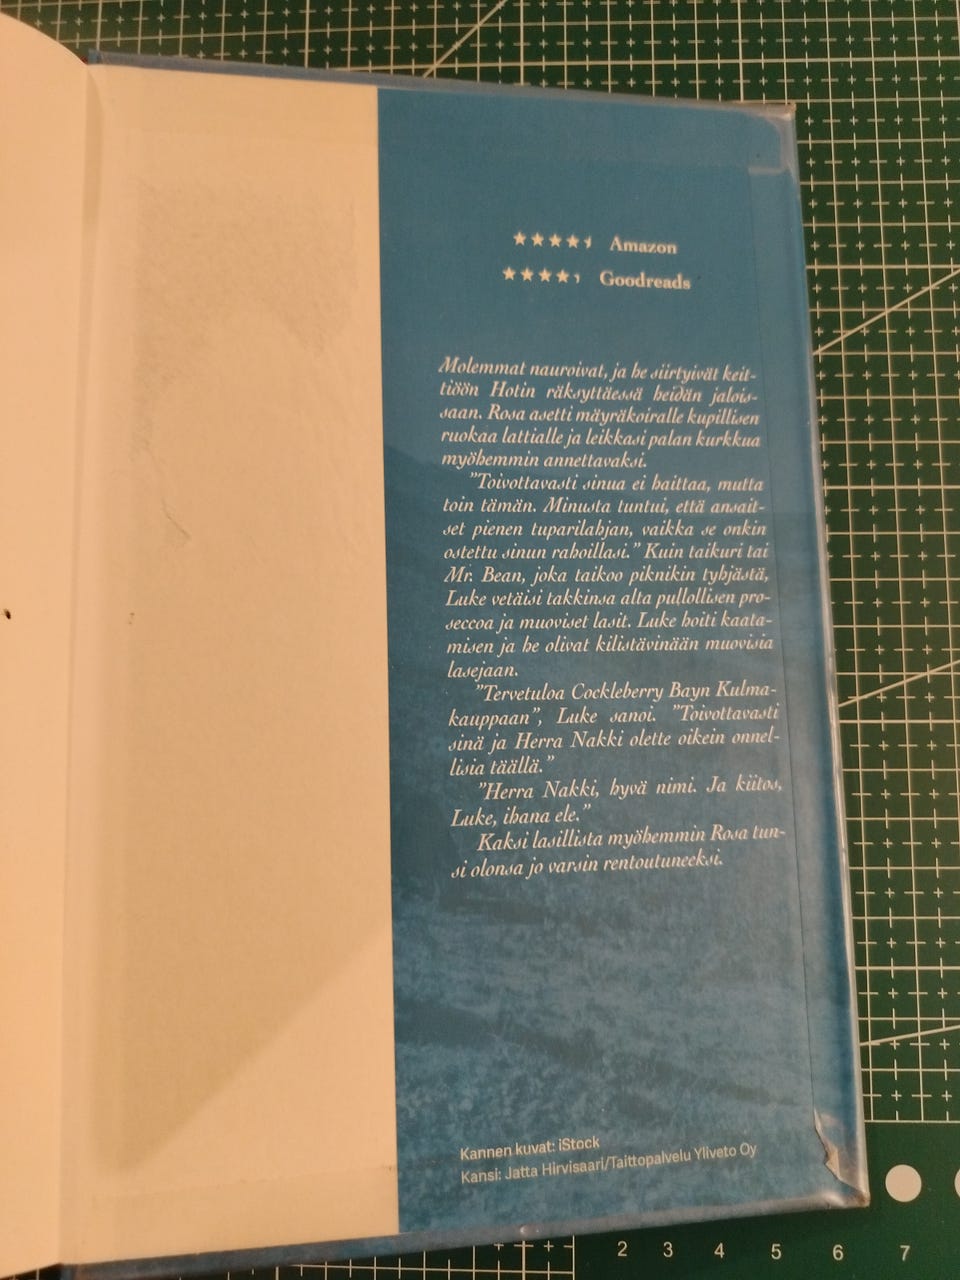 ★★★★⯨ Amazon
★★★★⯨ Goodreads
Molemmat nauroivat, ja he siirtyivät keit-
tiöön Hotin räksyttäessä heidän jalois-
saan. Rosa asetti mäyräkoiralle kupillisen
ruokaa lattialle ja leikkasi palan kurkkua
myöhemmin annettavaksi.
"Toivottavasti sinua ei haittaa, mutta
toin tämän. Minusta tuntui, että ansait-
set pienen tuparilahjan, vaikka se onkin
ostettu sinun rahoillasi." Kuin taikuri tai
Mr. Bean, joka taikoo piknikin tyhjästä,
Luke vetäisi takkinsa alta pullollisen pro-
seccoa ja muoviset lasit. Luke hoiti kaata-
misen ja he olivat kilistävinään muovisia
lasejaan.
"Tervetuloa Cockleberry Bayn Kulma-
kauppaan", Luke sanoi. "Toivottavasti
sinä ja Herra Nakki olette oikein onnel-
lisia täällä."
"Herra Nakki, hyvä nimi. Ja kiitos,
Luke, ihana ele."
Kaksi lasillista myöhemmin Rosa tun-
si olonsa jo varsin rentoutuneeksi.
Kannen kuvat: iStock
Kansi: Jatta Hirvisaari/Taittopalvelu Yliveto Oy
2 3 4 5 6 7